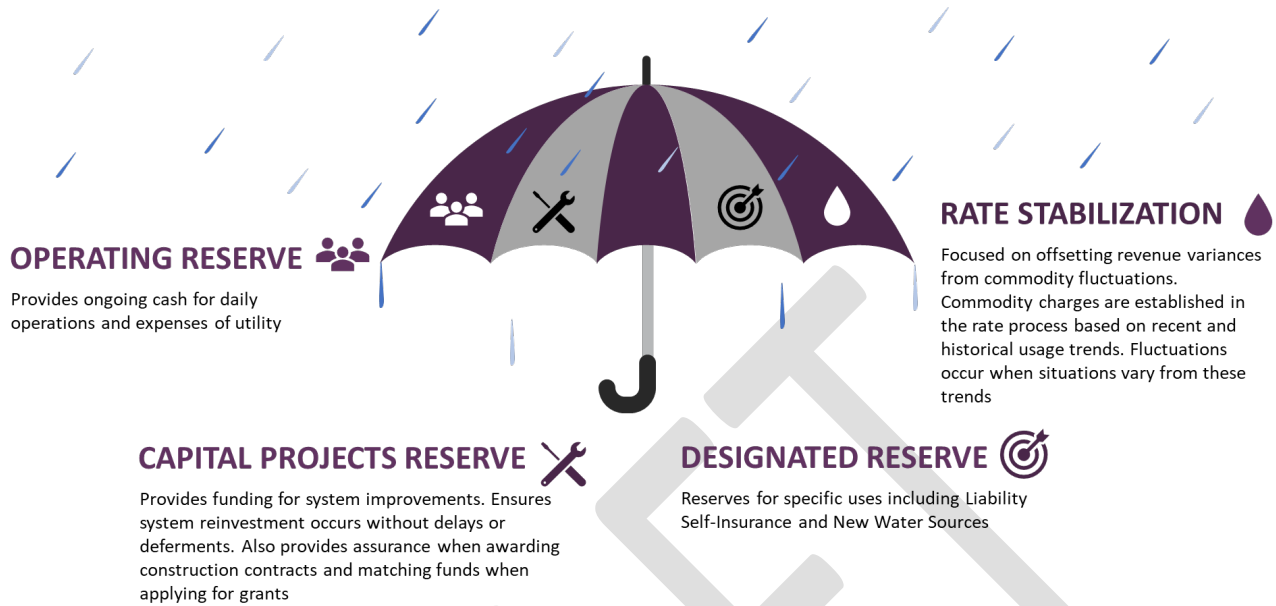 OPERATING RESERVE
Provides ongoing cash for daily
operations and expenses of utility
RATE STABILIZATION
Focused on offsetting revenue variances
from commodity fluctuations.
Commodity charges are established in
the rate process based on recent and
historical usage trends. Fluctuations
occur when situations vary from these
trends
CAPITAL PROJECTS RESERVE
Provides funding for system improvements. Ensures
system reinvestment occurs without delays or
deferments. Also provides assurance when awarding
construction contracts and matching funds when
applying for grants
DESIGNATED RESERVE
Reserves for specific uses including Liability
Self-Insurance and New Water Sources